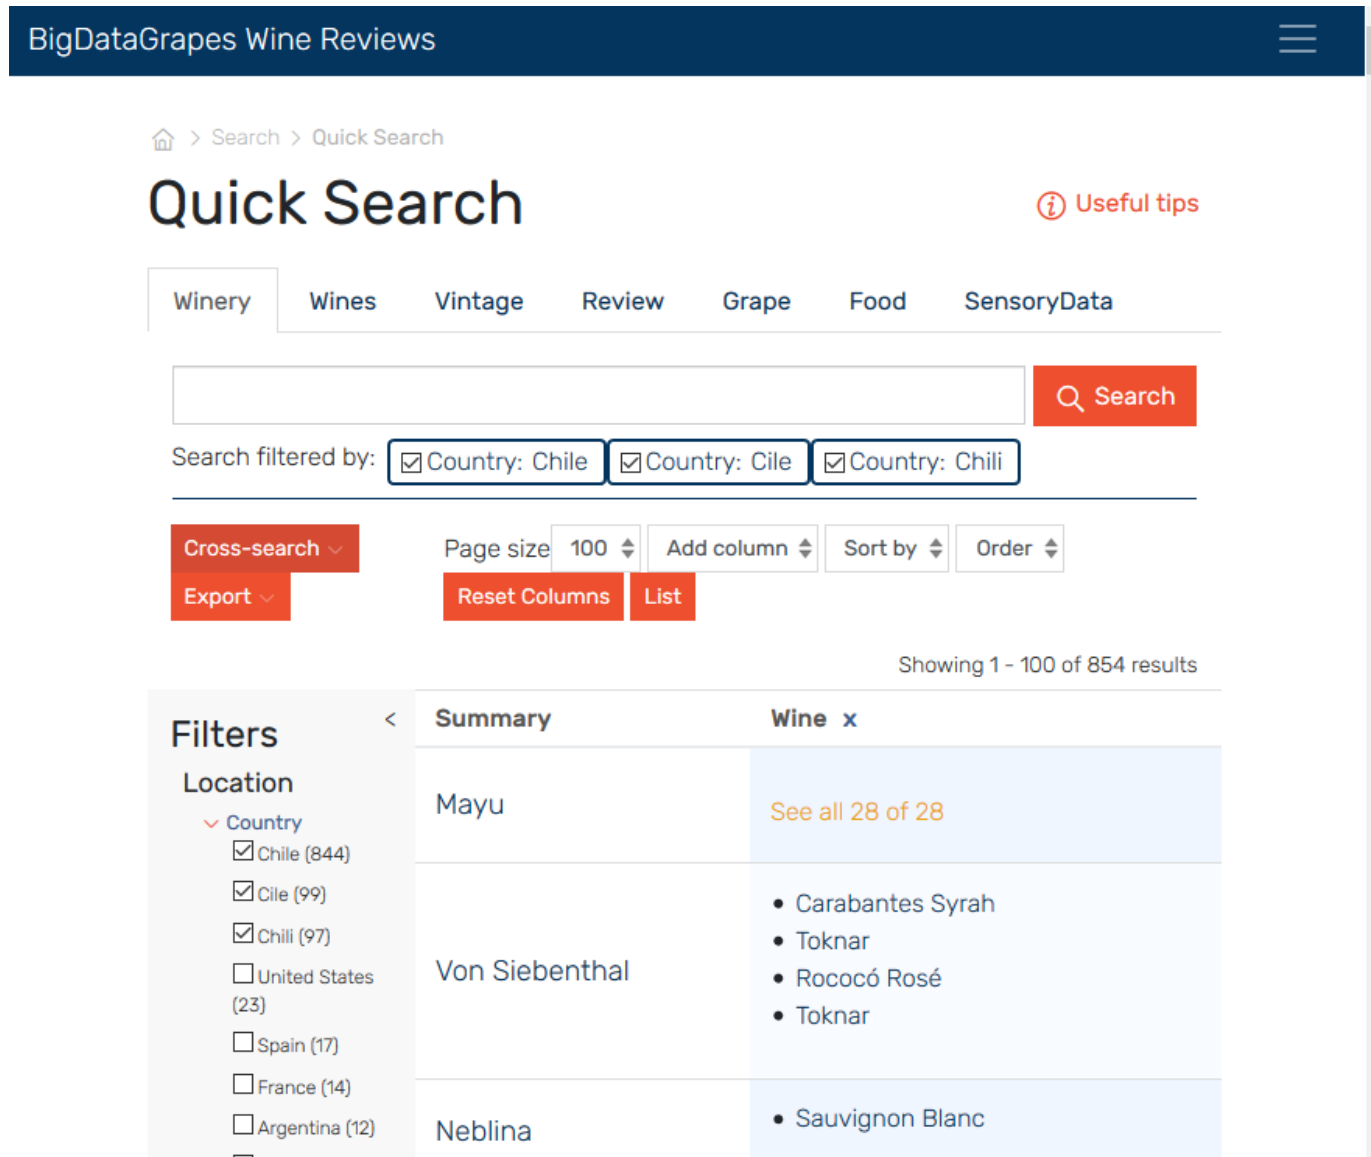 BigDataGrapes Wine Reviews
> Search > Quick Search
Quick Search
Useful tips
Winery Wines Vintage Review Grape Food SensoryData
Search
Search filtered by: Country: Chile Country: Cile Country: Chili
Cross-search Page size 100 Add column Sort by Order
Export Reset Columns List
Showing 1 - 100 of 854 results
Filters <
Location
Country
Chile (844)
Cile (99)
Chili (97)
United States
(23)
Spain (17)
France (14)
Argentina (12)
Summary Wine x
Mayu See all 28 of 28
Von Siebenthal
• Carabantes Syrah
• Toknar
• Rococó Rosé
• Toknar
Neblina
• Sauvignon Blanc